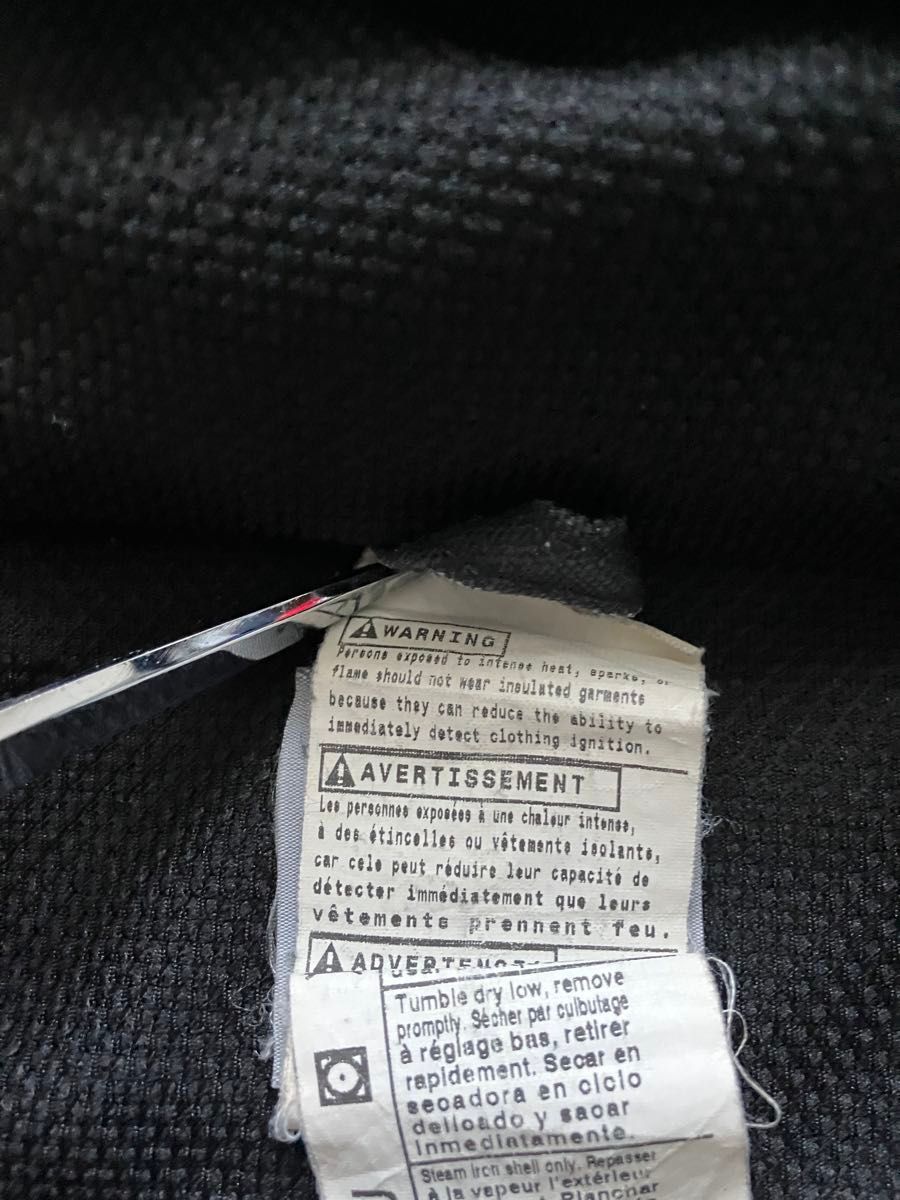 WARNING
Persons exposed to intense heat, sparks, or
flame should not wear insulated garments
because they can reduce the ability to
immediately detect clothing ignition.
AVERTISSEMENT
Les personnes exposées à une chaleur intense,
à des étincelles ou vêtements isolants,
car cele peut réduire leur capacité de
détecter immédiatement que leurs
vêtements prennent feu.
Tumble dry low, remove
promptly. Sécher par culbutage
à réglage bas, retirer
rapidement. Secar en
secadora en ciclo
delicado y sacar
inmediatamente.
Steam iron shell only. Repasser
à la vapeur l'extérieur
Planchar